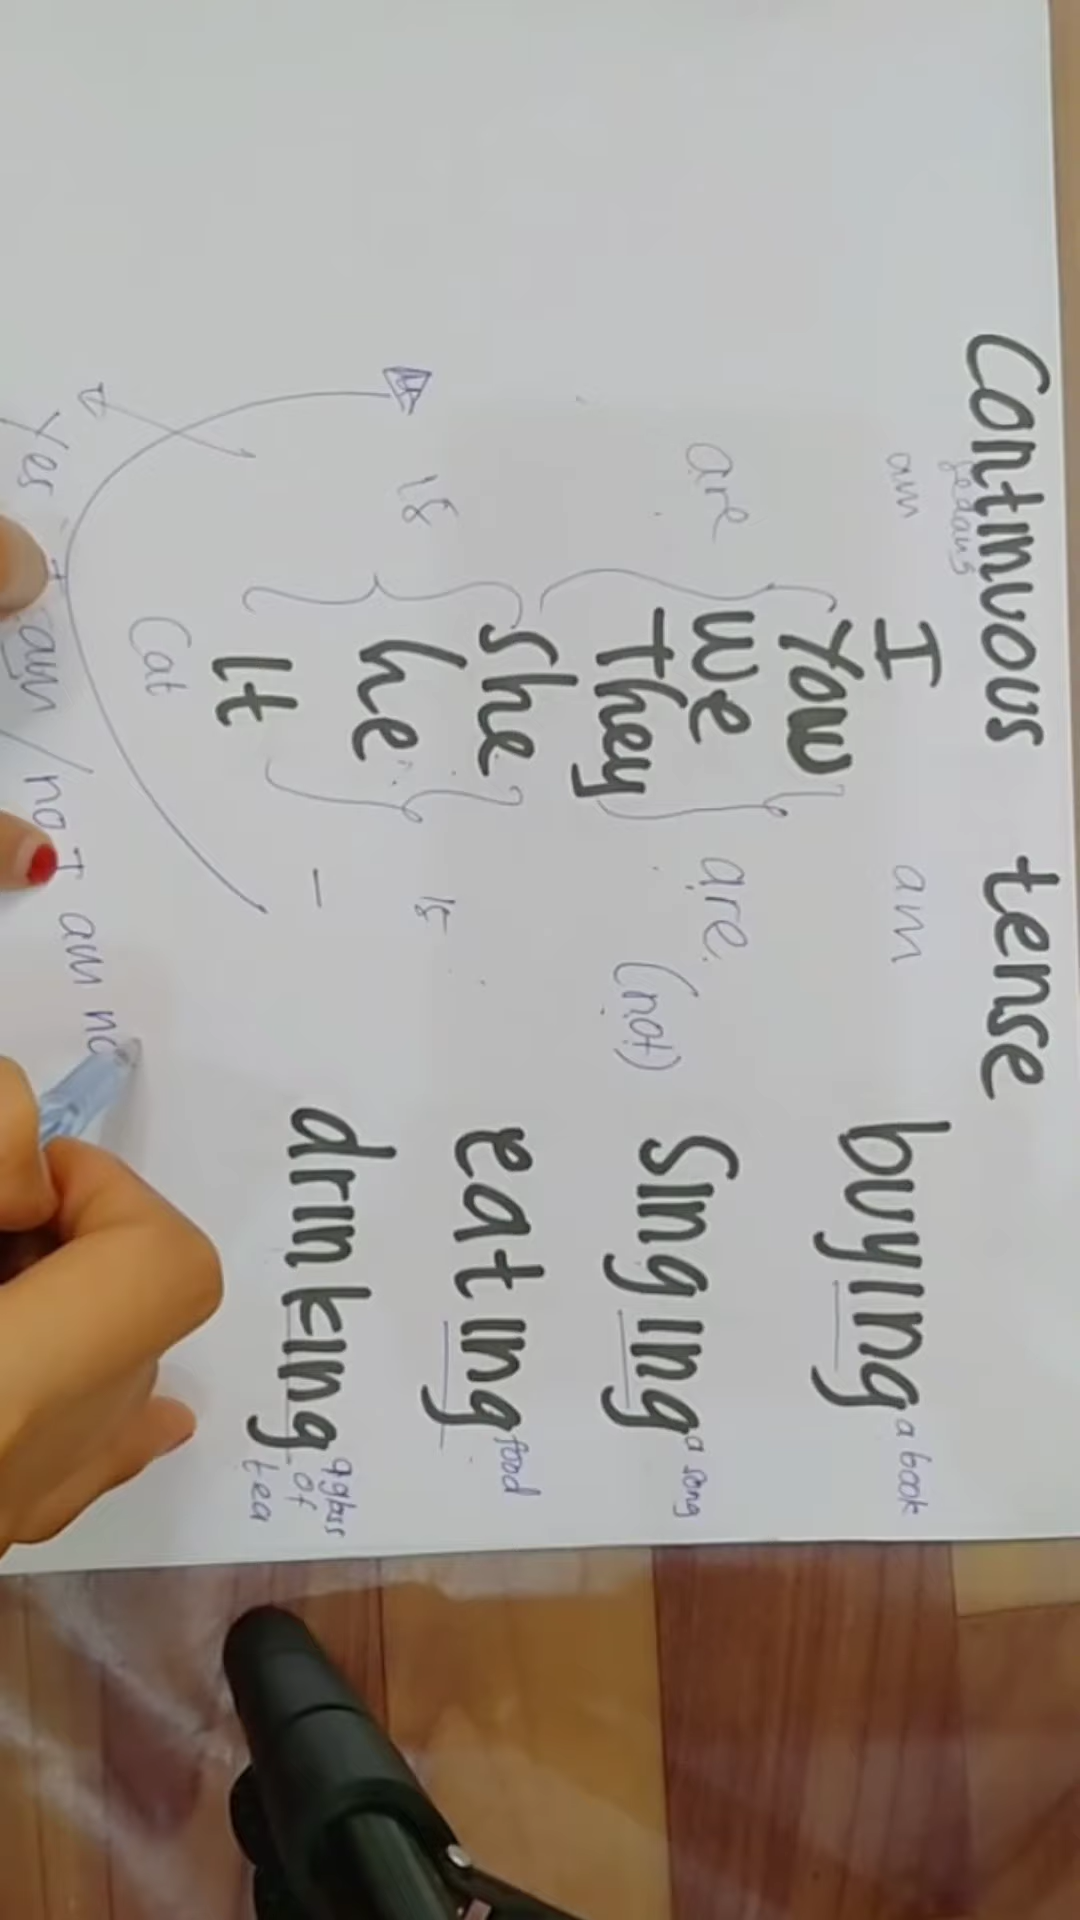 Continuous tense
sedang
am I am buying a book
You
are we are. Singing a song
They (not)
she
is he is eating food
It - drinking a glass of tea
Cat
Yes I am / no I am no